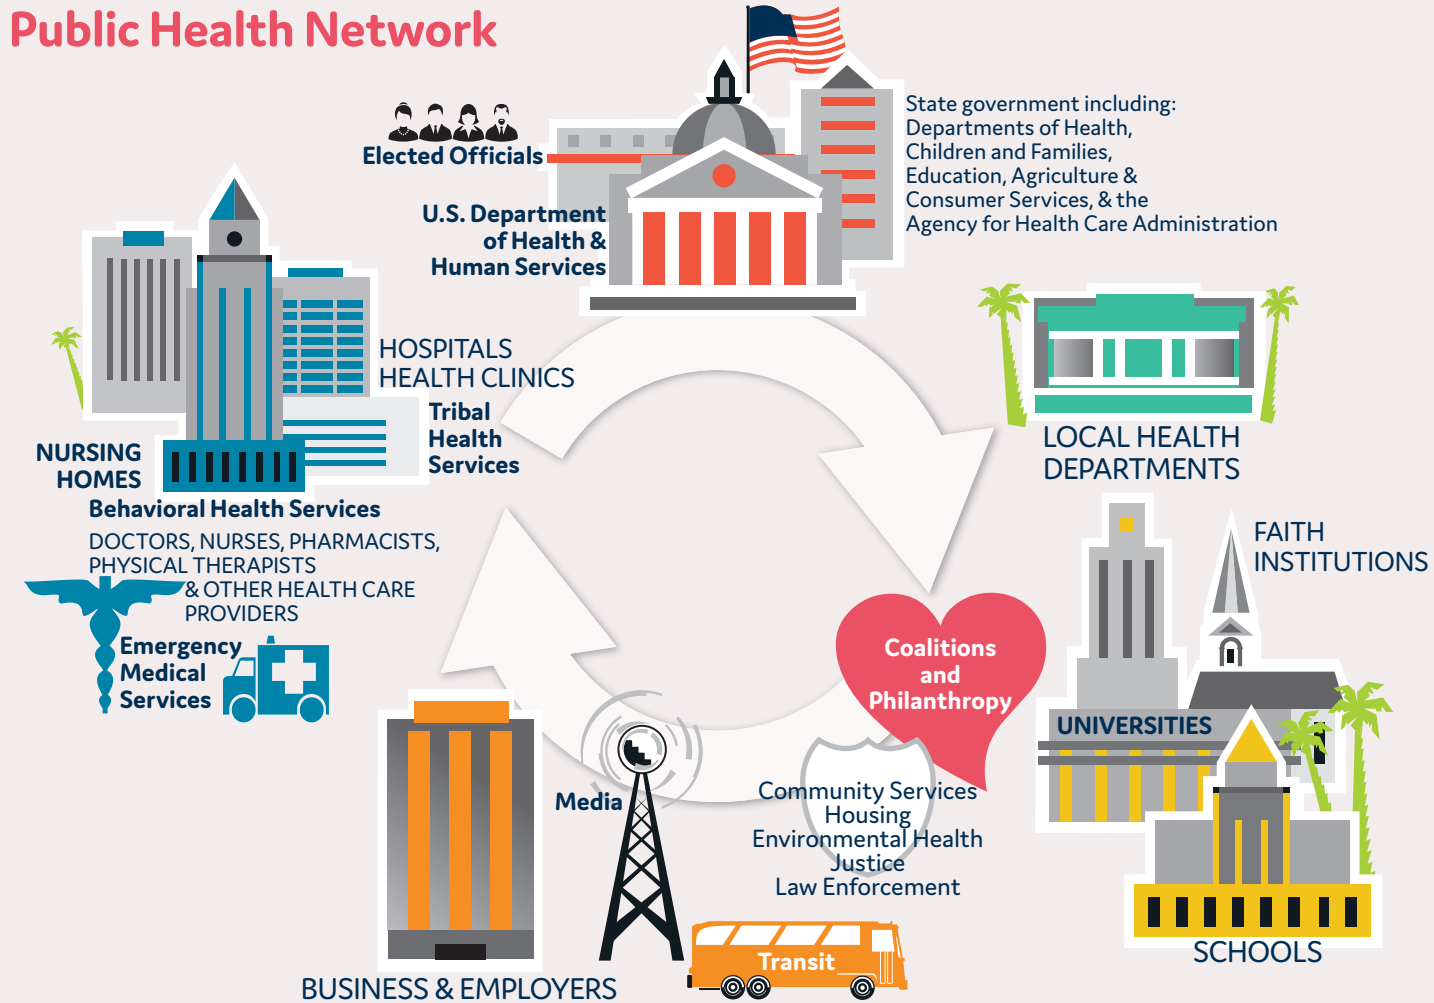 Public Health Network
Elected Officials
U.S. Department
of Health &
Human Services
State government including:
Departments of Health,
Children and Families,
Education, Agriculture &
Consumer Services, & the
Agency for Health Care Administration
HOSPITALS
HEALTH CLINICS
Tribal
Health
Services
NURSING
HOMES
Behavioral Health Services
DOCTORS, NURSES, PHARMACISTS,
PHYSICAL THERAPISTS
& OTHER HEALTH CARE
PROVIDERS
Emergency
Medical
Services
LOCAL HEALTH
DEPARTMENTS
FAITH
INSTITUTIONS
UNIVERSITIES
SCHOOLS
Coalitions
and
Philanthropy
Community Services
Housing
Environmental Health
Justice
Law Enforcement
Media
Transit
BUSINESS & EMPLOYERS